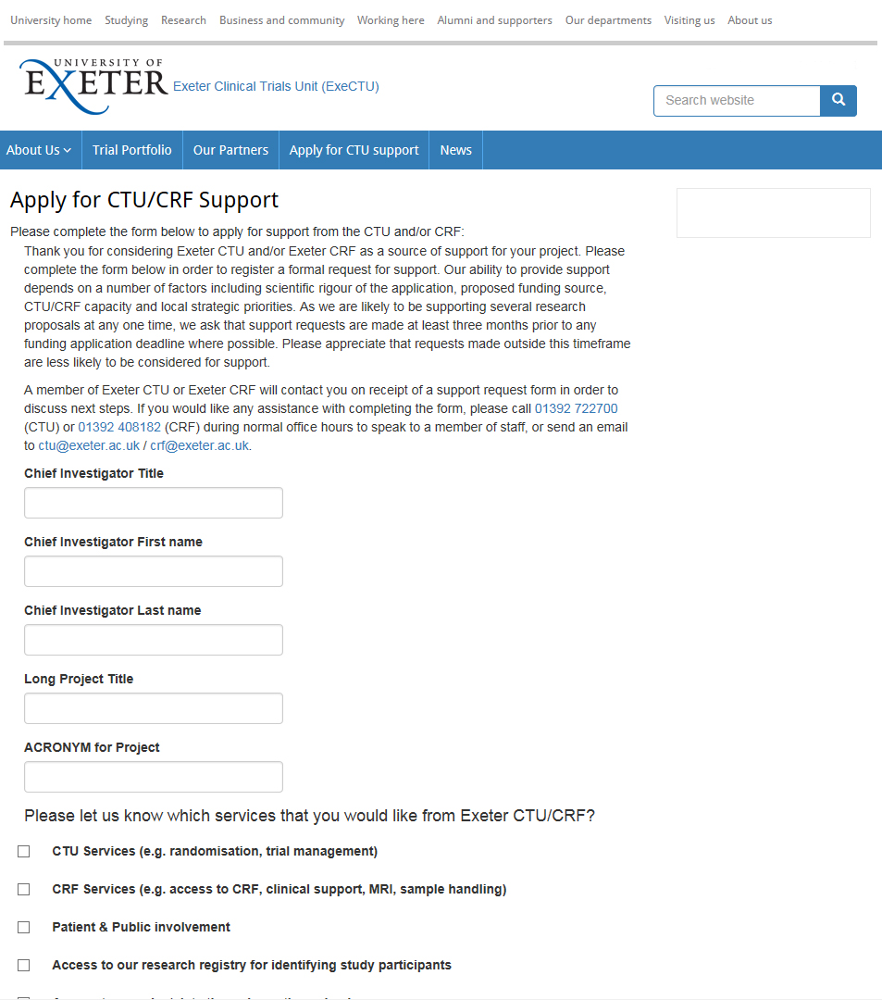 University home Studying Research Business and community Working here Alumni and supporters Our departments Visiting us About us
UNIVERSITY OF
EXETER
Exeter Clinical Trials Unit (ExeCTU)
Search website
About Us Trial Portfolio Our Partners Apply for CTU support News
Apply for CTU/CRF Support
Please complete the form below to apply for support from the CTU and/or CRF:
Thank you for considering Exeter CTU and/or Exeter CRF as a source of support for your project. Please
complete the form below in order to register a formal request for support. Our ability to provide support
depends on a number of factors including scientific rigour of the application, proposed funding source,
CTU/CRF capacity and local strategic priorities. As we are likely to be supporting several research
proposals at any one time, we ask that support requests are made at least three months prior to any
funding application deadline where possible. Please appreciate that requests made outside this timeframe
are less likely to be considered for support.
A member of Exeter CTU or Exeter CRF will contact you on receipt of a support request form in order to
discuss next steps. If you would like any assistance with completing the form, please call 01392 722700
(CTU) or 01392 408182 (CRF) during normal office hours to speak to a member of staff, or send an email
to ctu@exeter.ac.uk / crf@exeter.ac.uk.
Chief Investigator Title
Chief Investigator First name
Chief Investigator Last name
Long Project Title
ACRONYM for Project
Please let us know which services that you would like from Exeter CTU/CRF?
CTU Services (e.g. randomisation, trial management)
CRF Services (e.g. access to CRF, clinical support, MRI, sample handling)
Patient & Public involvement
Access to our research registry for identifying study participants